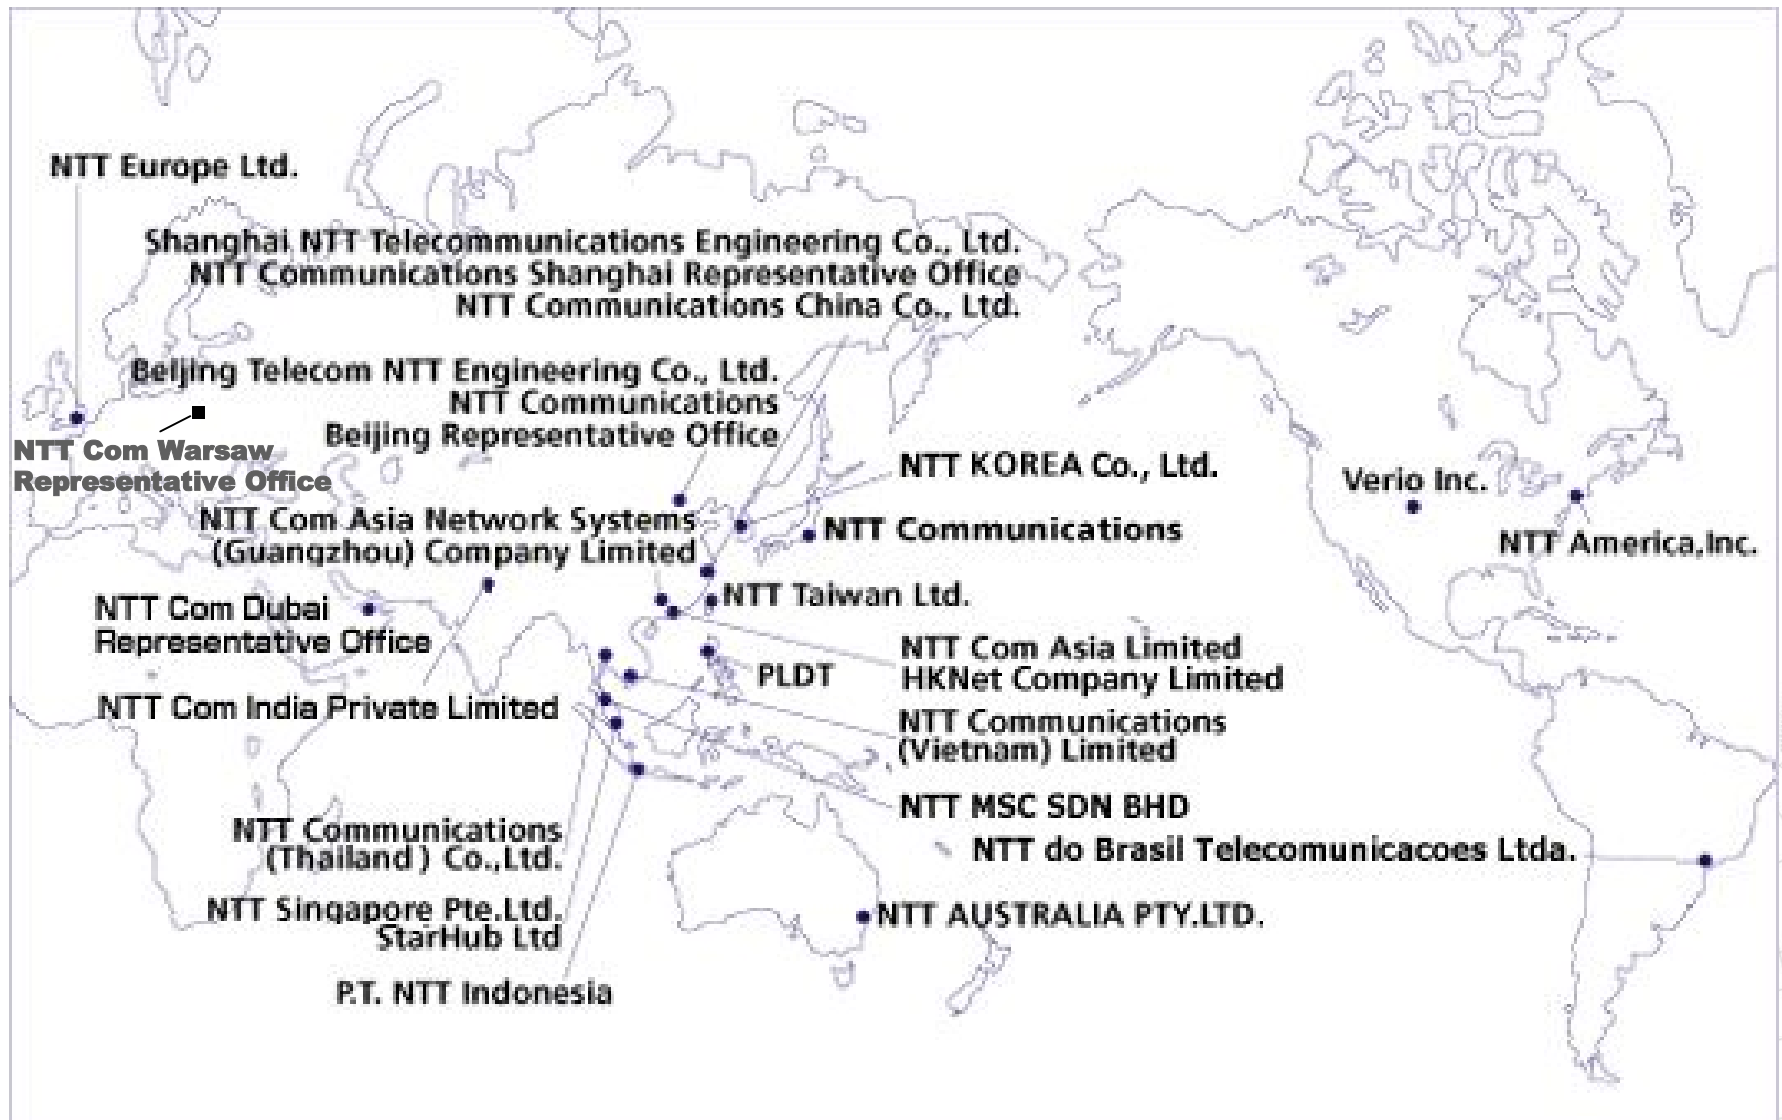 NTT Europe Ltd.
Shanghai NTT Telecommunications Engineering Co., Ltd.
NTT Communications Shanghai Representative Office
NTT Communications China Co., Ltd.
Beijing Telecom NTT Engineering Co., Ltd.
NTT Communications
Beijing Representative Office
NTT Com Warsaw
Representative Office
NTT KOREA Co., Ltd.
Verio Inc.
NTT Com Asia Network Systems
(Guangzhou) Company Limited
NTT Communications
NTT America,Inc.
NTT Com Dubai
Representative Office
NTT Taiwan Ltd.
NTT Com Asia Limited
HKNet Company Limited
PLDT
NTT Com India Private Limited
NTT Communications
(Vietnam) Limited
NTT MSC SDN BHD
NTT Communications
(Thailand) Co.,Ltd.
NTT do Brasil Telecomunicacoes Ltda.
NTT Singapore Pte.Ltd.
StarHub Ltd
NTT AUSTRALIA PTY.LTD.
P.T. NTT Indonesia